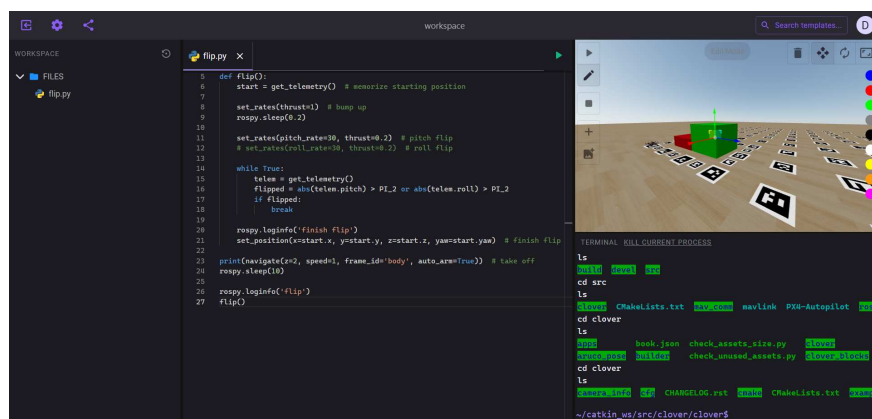 workspace
Search templates...
D
WORKSPACE
FILES
flip.py
flip.py ×
5 def flip():
6 start = get_telemetry() # memorize starting position
7
8 set_rates(thrust=1) # bump up
9 rospy.sleep(0.2)
10
11 set_rates(pitch_rate=30, thrust=0.2) # pitch flip
12 # set_rates(roll_rate=30, thrust=0.2) # roll flip
13
14 while True:
15 telem = get_telemetry()
16 flipped = abs(telem.pitch) > PI_2 or abs(telem.roll) > PI_2
17 if flipped:
18 break
19
20 rospy.loginfo('finish flip')
21 set_position(x=start.x, y=start.y, z=start.z, yaw=start.yaw) # finish flip
22
23 print(navigate(z=2, speed=1, frame_id='body', auto_arm=True)) # take off
24 rospy.sleep(10)
25
26 rospy.loginfo('flip')
27 flip()
TERMINAL KILL CURRENT PROCESS
ls
build devel src
cd src
ls
clover CMakeLists.txt mav_comm mavlink PX4-Autopilot
cd clover
ls
apps book.json check_assets_size.py clover
aruco_pose builder check_unused_assets.py clover_blocks
cd clover
ls
camera_info cfg CHANGELOG.rst cmake CMakeLists.txt examp
~/catkin_ws/src/clover/clover$